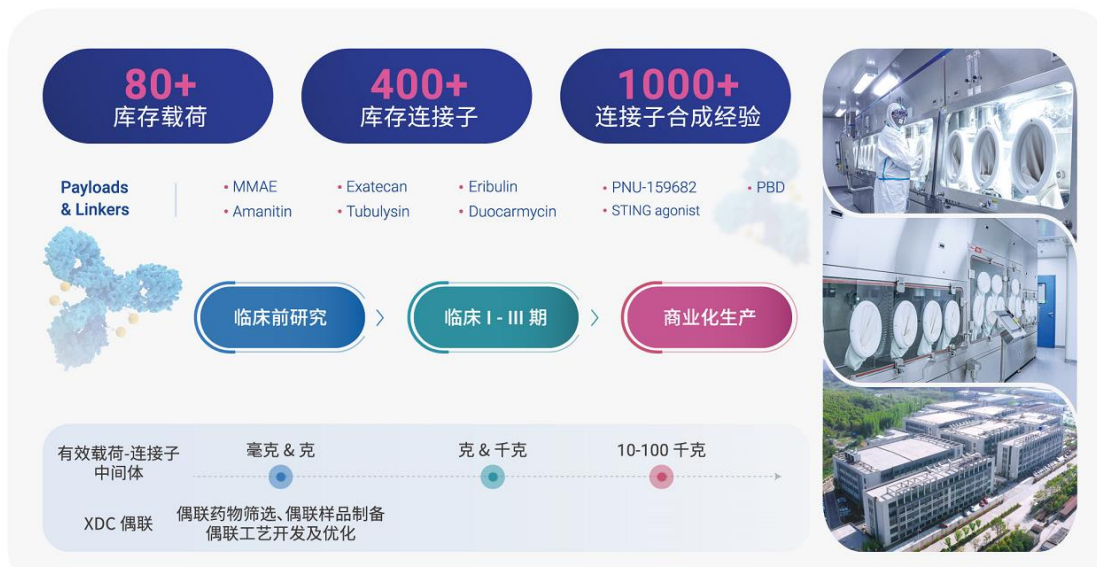 80+
库存载荷
400+
库存连接子
1000+
连接子合成经验
Payloads
& Linkers
• MMAE
• Exatecan
• Eribulin
• PNU-159682
• PBD
• Amanitin
• Tubulysin
• Duocarmycin
• STING agonist
临床前研究
临床 I - III 期
商业化生产
有效载荷-连接子
中间体
毫克 & 克
克 & 千克
10-100 千克
XDC 偶联
偶联药物筛选、偶联样品制备
偶联工艺开发及优化